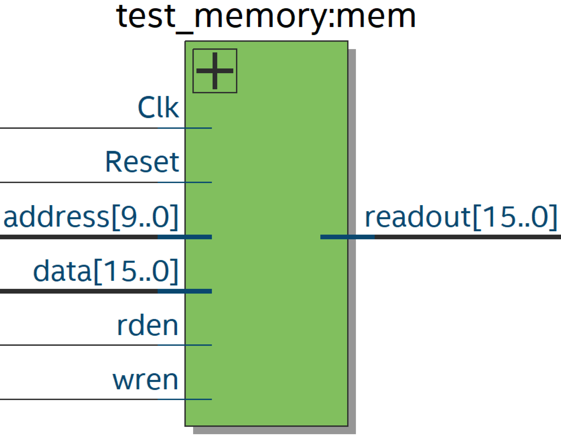 test_memory:mem
Clk
Reset
address[9..0]
readout[15..0]
data[15..0]
rden
wren